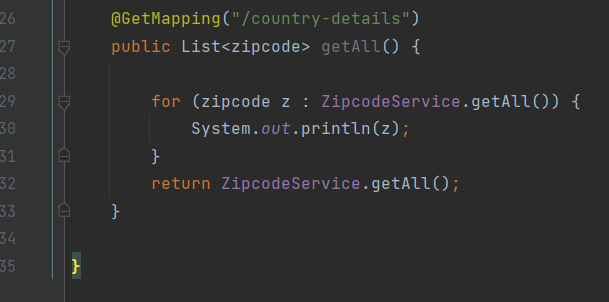 26 @GetMapping("/country-details")
27 public List<zipcode> getAll() {
28
29 for (zipcode z : ZipcodeService.getAll()) {
30 System.out.println(z);
31 }
32 return ZipcodeService.getAll();
33 }
34
35 }